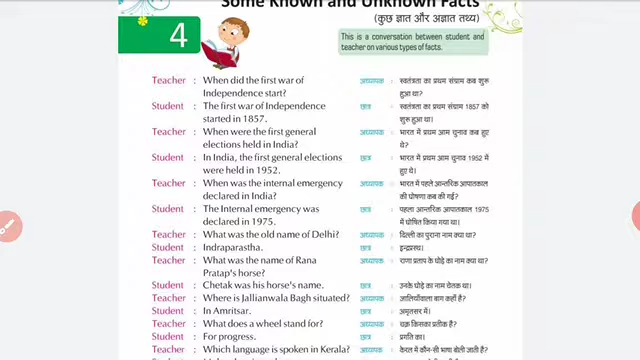 Some Known and Unknown Facts
(कुछ ज्ञात और अज्ञात तथ्य)
4
This is a conversation between student and
teacher on various types of facts.
Teacher : When did the first war of
Independence start?
Student : The first war of Independence
started in 1857.
Teacher : When were the first general
elections held in India?
Student : In India, the first general elections
were held in 1952.
Teacher : When was the internal emergency
declared in India?
Student : The Internal emergency was
declared in 1975.
Teacher : What was the old name of Delhi?
Student : Indraparastha.
Teacher : What was the name of Rana
Pratap's horse?
Student : Chetak was his horse's name.
Teacher : Where is Jallianwala Bagh situated?
Student : In Amritsar.
Teacher : What does a wheel stand for?
Student : For progress.
Teacher : Which language is spoken in Kerala?
अध्यापक : स्वतंत्रता का प्रथम संग्राम कब शुरू
हुआ था?
छात्र : स्वतंत्रता का प्रथम संग्राम 1857 को
शुरू हुआ था।
अध्यापक : भारत में प्रथम आम चुनाव कब हुए
थे?
छात्र : भारत में प्रथम आम चुनाव 1952 में
हुए थे।
अध्यापक : भारत में पहले आन्तरिक आपातकाल
की घोषणा कब की गई?
छात्र : पहला आन्तरिक आपातकाल 1975
में घोषित किया गया था।
अध्यापक : दिल्ली का पुराना नाम क्या था?
छात्र : इन्द्रप्रस्थ।
अध्यापक : राणा प्रताप के घोड़े का नाम क्या था?
छात्र : उनके घोड़े का नाम चेतक था।
अध्यापक : जालियाँवाला बाग कहाँ है?
छात्र : अमृतसर में।
अध्यापक : चक्र किसका प्रतीक है?
छात्र : प्रगति का।
अध्यापक : केरल में कौन-सी भाषा बोली जाती है?